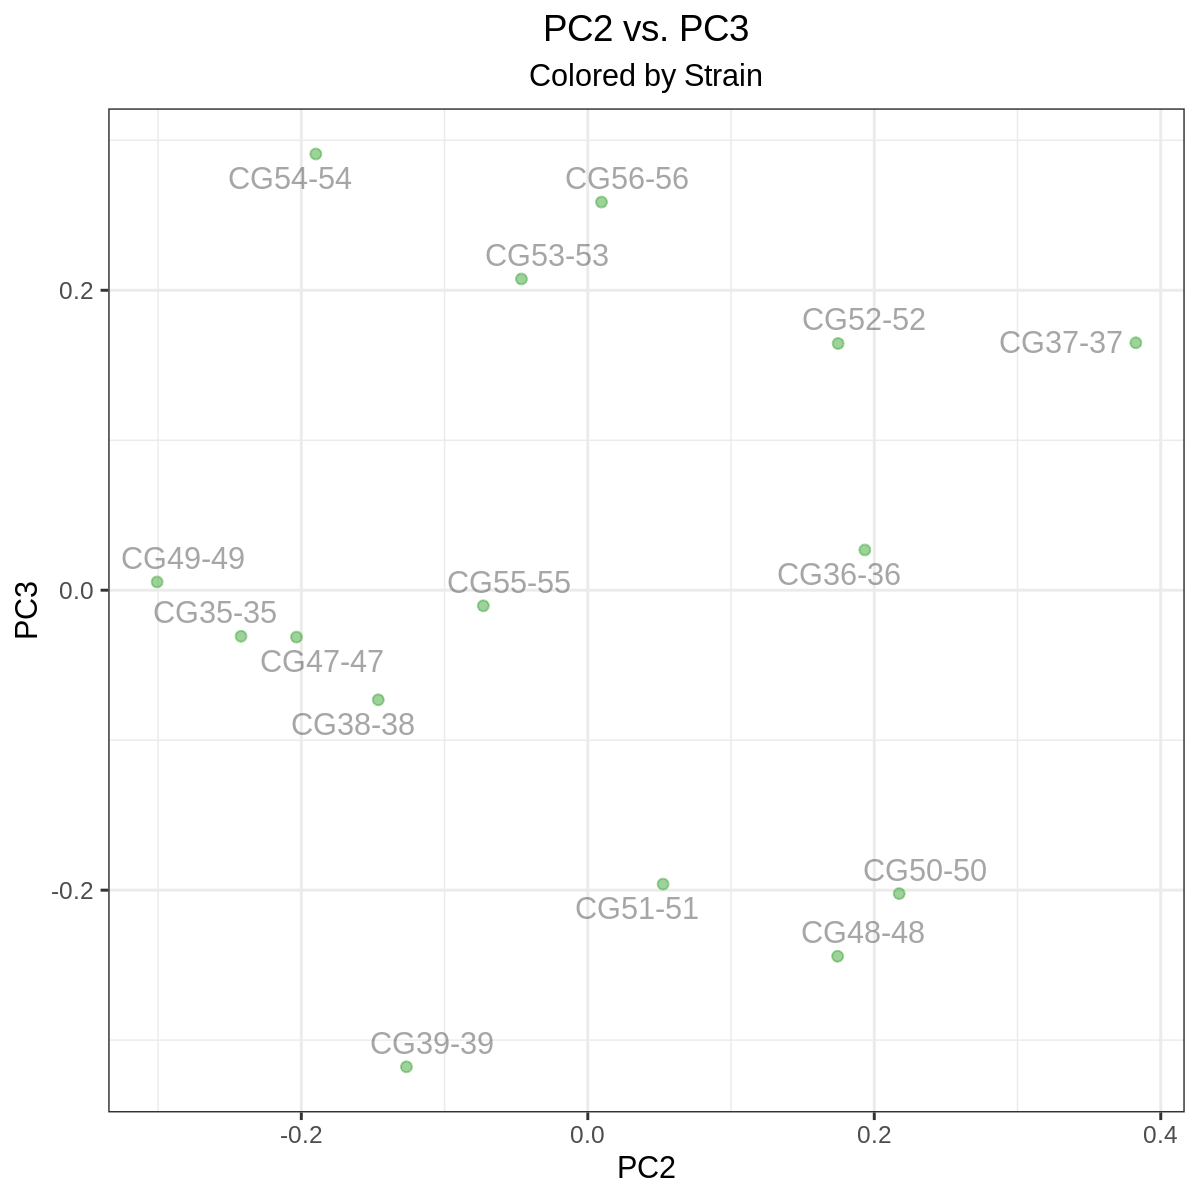 PC2 vs. PC3
Colored by Strain
CG54-54
CG56-56
CG53-53
0.2
CG52-52
CG37-37
CG49-49
CG55-55
CG36-36
0.0
CG35-35
PC3
CG47-47
CG38-38
CG50-50
-0.2
CG51-51
CG48-48
CG39-39
-0.2 0.0 0.2 0.4
PC2